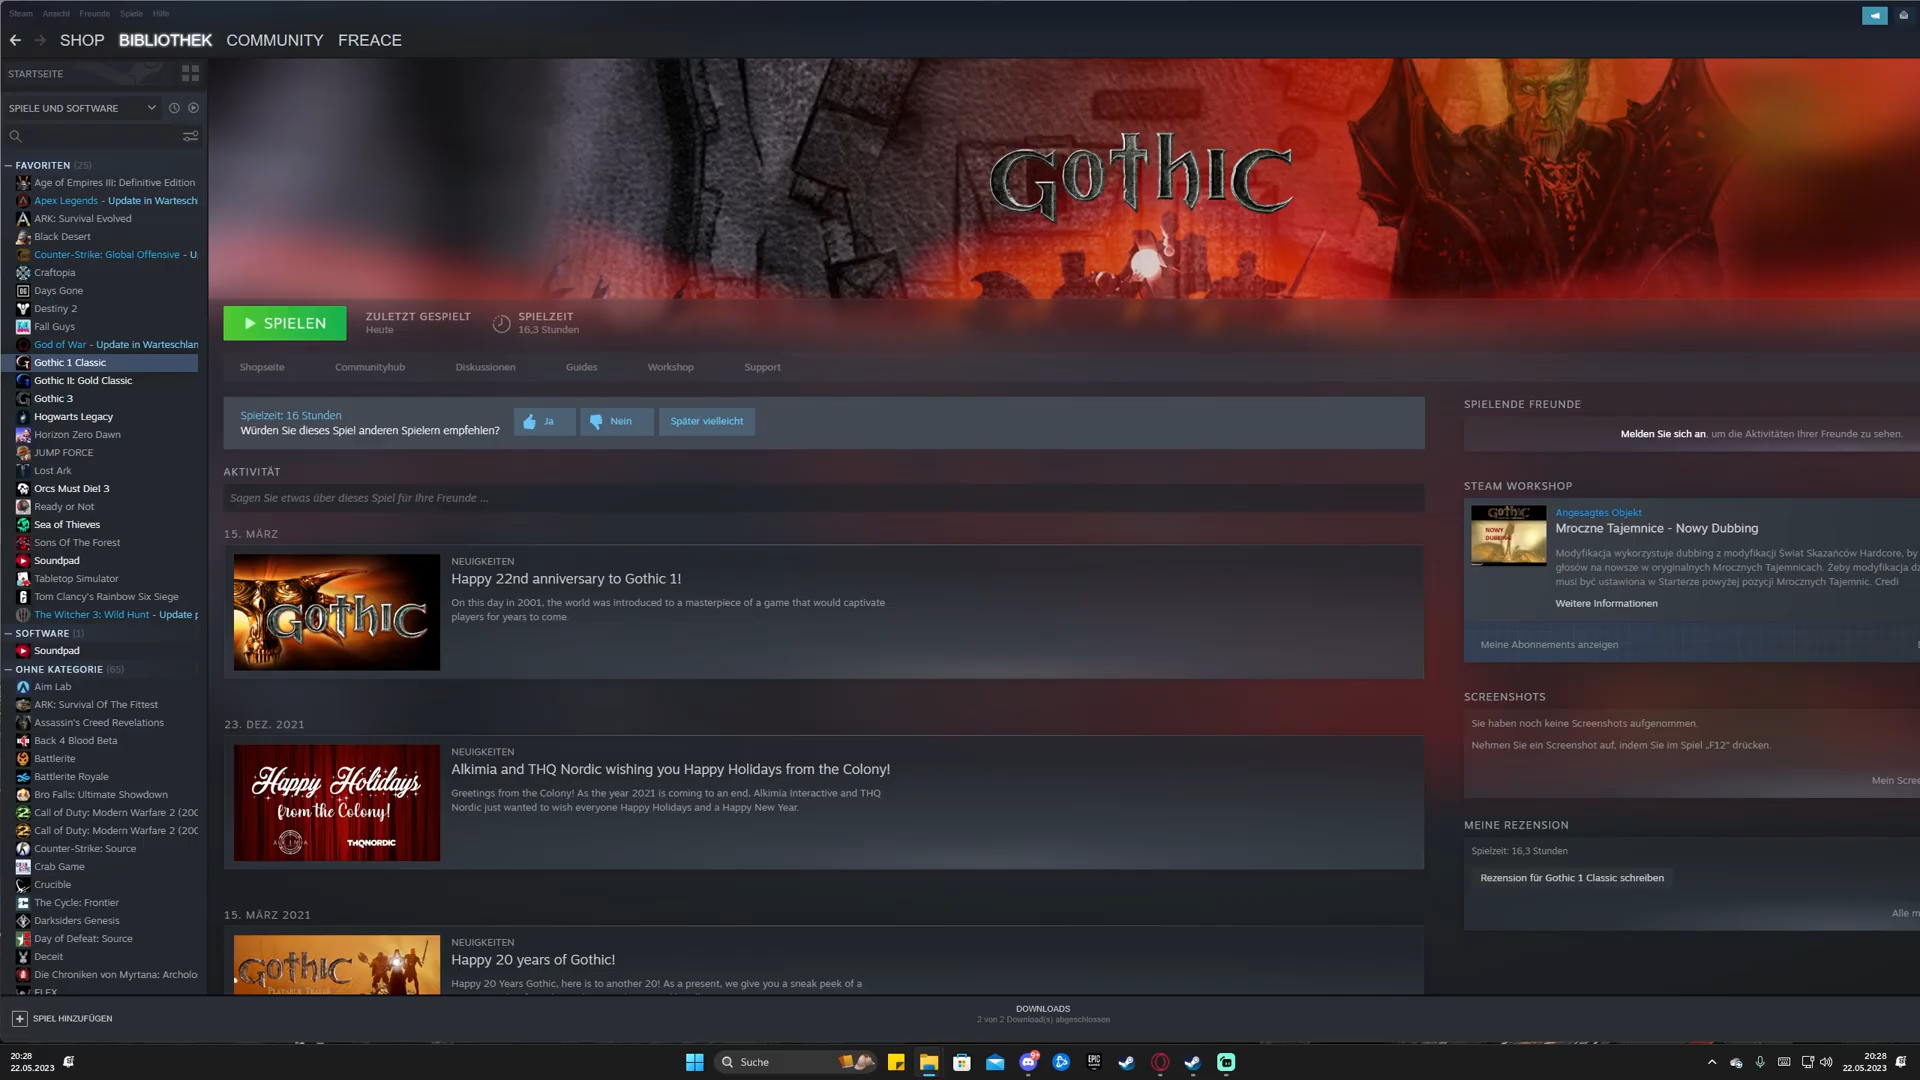 Steam Ansicht Freunde Spiele Hilfe
SHOP BIBLIOTHEK COMMUNITY FREACE
STARTSEITE
SPIELE UND SOFTWARE
FAVORITEN (25)
Age of Empires III: Definitive Edition
Apex Legends - Update in Warteschl
ARK: Survival Evolved
Black Desert
Counter-Strike: Global Offensive - U
Craftopia
Days Gone
Destiny 2
Fall Guys
God of War - Update in Warteschlan
Gothic 1 Classic
Gothic II: Gold Classic
Gothic 3
Hogwarts Legacy
Horizon Zero Dawn
JUMP FORCE
Lost Ark
Orcs Must Die! 3
Ready or Not
Sea of Thieves
Sons Of The Forest
Soundpad
Tabletop Simulator
Tom Clancy's Rainbow Six Siege
The Witcher 3: Wild Hunt - Update p
SOFTWARE (1)
Soundpad
OHNE KATEGORIE (65)
Aim Lab
ARK: Survival Of The Fittest
Assassin's Creed Revelations
Back 4 Blood Beta
Battlerite
Battlerite Royale
Bro Falls: Ultimate Showdown
Call of Duty: Modern Warfare 2 (200
Call of Duty: Modern Warfare 2 (200
Counter-Strike: Source
Crab Game
Crucible
The Cycle: Frontier
Darksiders Genesis
Day of Defeat: Source
Deceit
Die Chroniken von Myrtana: Archolo
SPIEL HINZUFÜGEN
GOTHIC
SPIELEN
ZULETZT GESPIELT
Heute
SPIELZEIT
16,3 Stunden
Shopseite Communityhub Diskussionen Guides Workshop Support
Spielzeit: 16 Stunden
Würden Sie dieses Spiel anderen Spielern empfehlen?
Ja Nein Später vielleicht
AKTIVITÄT
Sagen Sie etwas über dieses Spiel für Ihre Freunde ...
15. MÄRZ
GOTHIC
NEUIGKEITEN
Happy 22nd anniversary to Gothic 1!
On this day in 2001, the world was introduced to a masterpiece of a game that would captivate
players for years to come.
23. DEZ. 2021
Happy Holidays
from the Colony!
ALKIMIA THQNORDIC
NEUIGKEITEN
Alkimia and THQ Nordic wishing you Happy Holidays from the Colony!
Greetings from the Colony! As the year 2021 is coming to an end, Alkimia Interactive and THQ
Nordic just wanted to wish everyone Happy Holidays and a Happy New Year.
15. MÄRZ 2021
GOTHIC
PLAYABLE TEASER
NEUIGKEITEN
Happy 20 years of Gothic!
Happy 20 Years Gothic, here is to another 20! As a present, we give you a sneak peek of a
SPIELENDE FREUNDE
Melden Sie sich an, um die Aktivitäten Ihrer Freunde zu sehen.
STEAM WORKSHOP
GOTHIC
NOWY
DUBBING
Angesagtes Objekt
Mroczne Tajemnice - Nowy Dubbing
Modyfikacja wykorzystuje dubbing z modyfikacji Świat Skazańców Hardcore, by
głosów na nowsze w oryginalnych Mrocznych Tajemnicach. Żeby modyfikacja dz
musi być ustawiona w Starterze powyżej pozycji Mrocznych Tajemnic. Credi
Weitere Informationen
Meine Abonnements anzeigen
SCREENSHOTS
Sie haben noch keine Screenshots aufgenommen.
Nehmen Sie ein Screenshot auf, indem Sie im Spiel „F12" drücken.
Mein Scree
MEINE REZENSION
Spielzeit: 16,3 Stunden
Rezension für Gothic 1 Classic schreiben
Alle m
DOWNLOADS
2 von 2 Download(s) abgeschlossen
20:28
22.05.2023
Suche
EPIC
20:28
22.05.2023